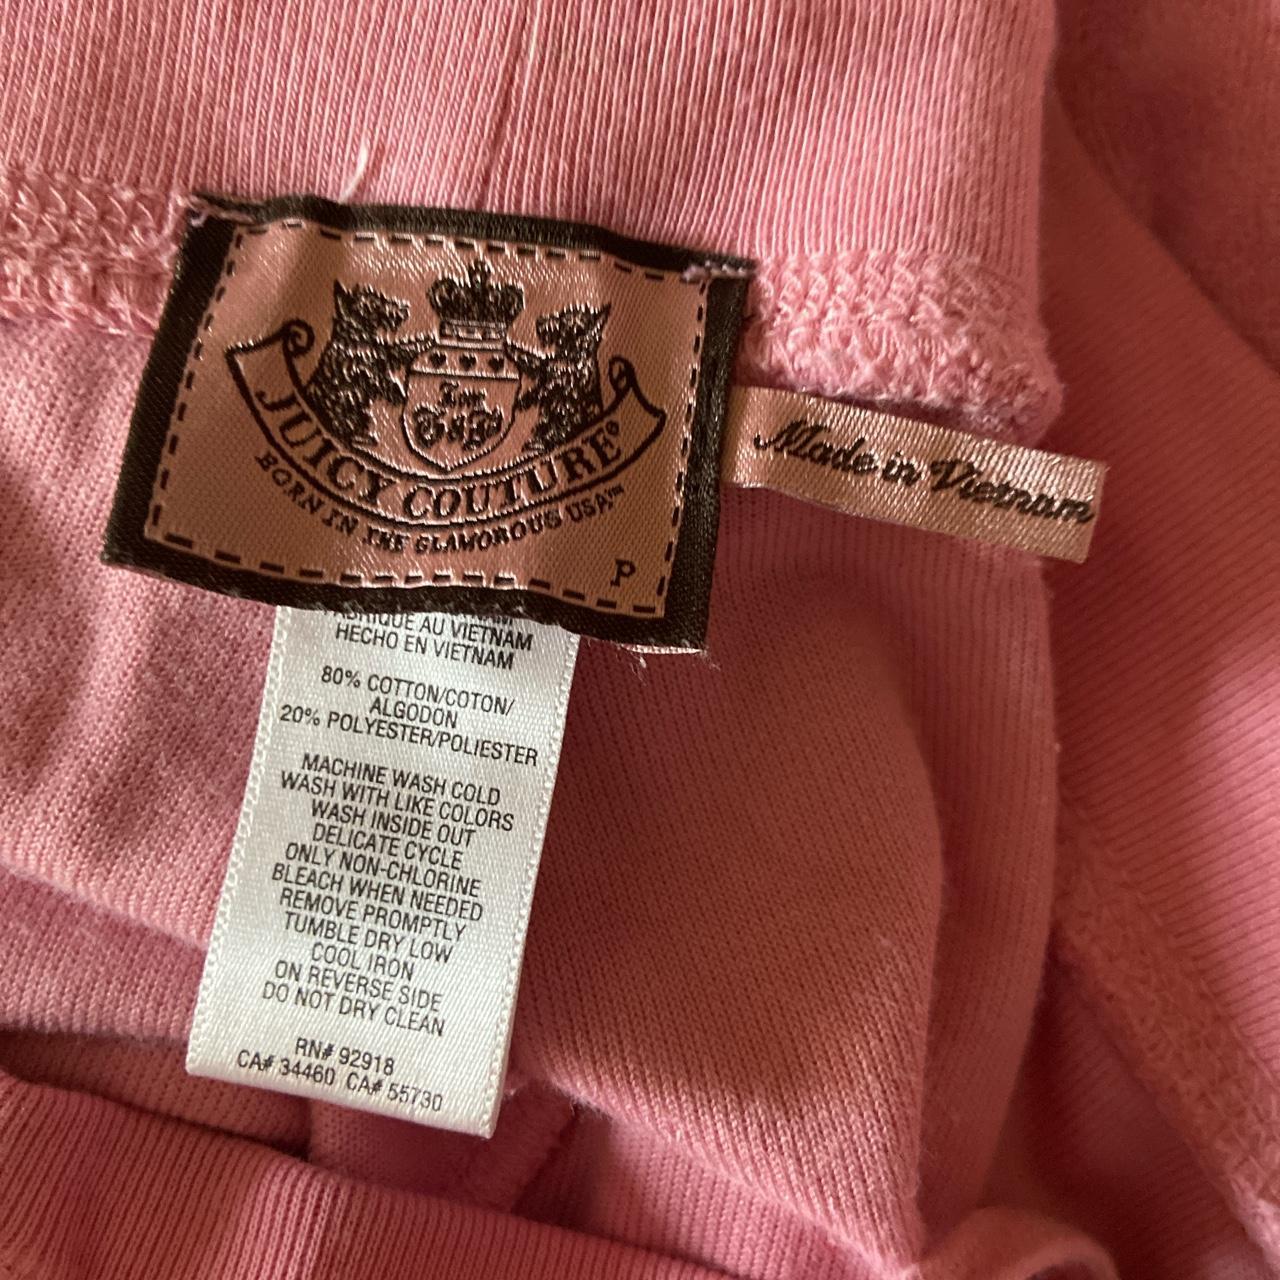 JUICY COUTURE®
BORN IN THE GLAMOROUS USA™
P
Made in Vietnam
FABRIQUE AU VIETNAM
HECHO EN VIETNAM
80% COTTON/COTON/
ALGODON
20% POLYESTER/POLIESTER
MACHINE WASH COLD
WASH WITH LIKE COLORS
WASH INSIDE OUT
DELICATE CYCLE
ONLY NON-CHLORINE
BLEACH WHEN NEEDED
REMOVE PROMPTLY
TUMBLE DRY LOW
COOL IRON
ON REVERSE SIDE
DO NOT DRY CLEAN
RN# 92918
CA# 34460 CA# 55730